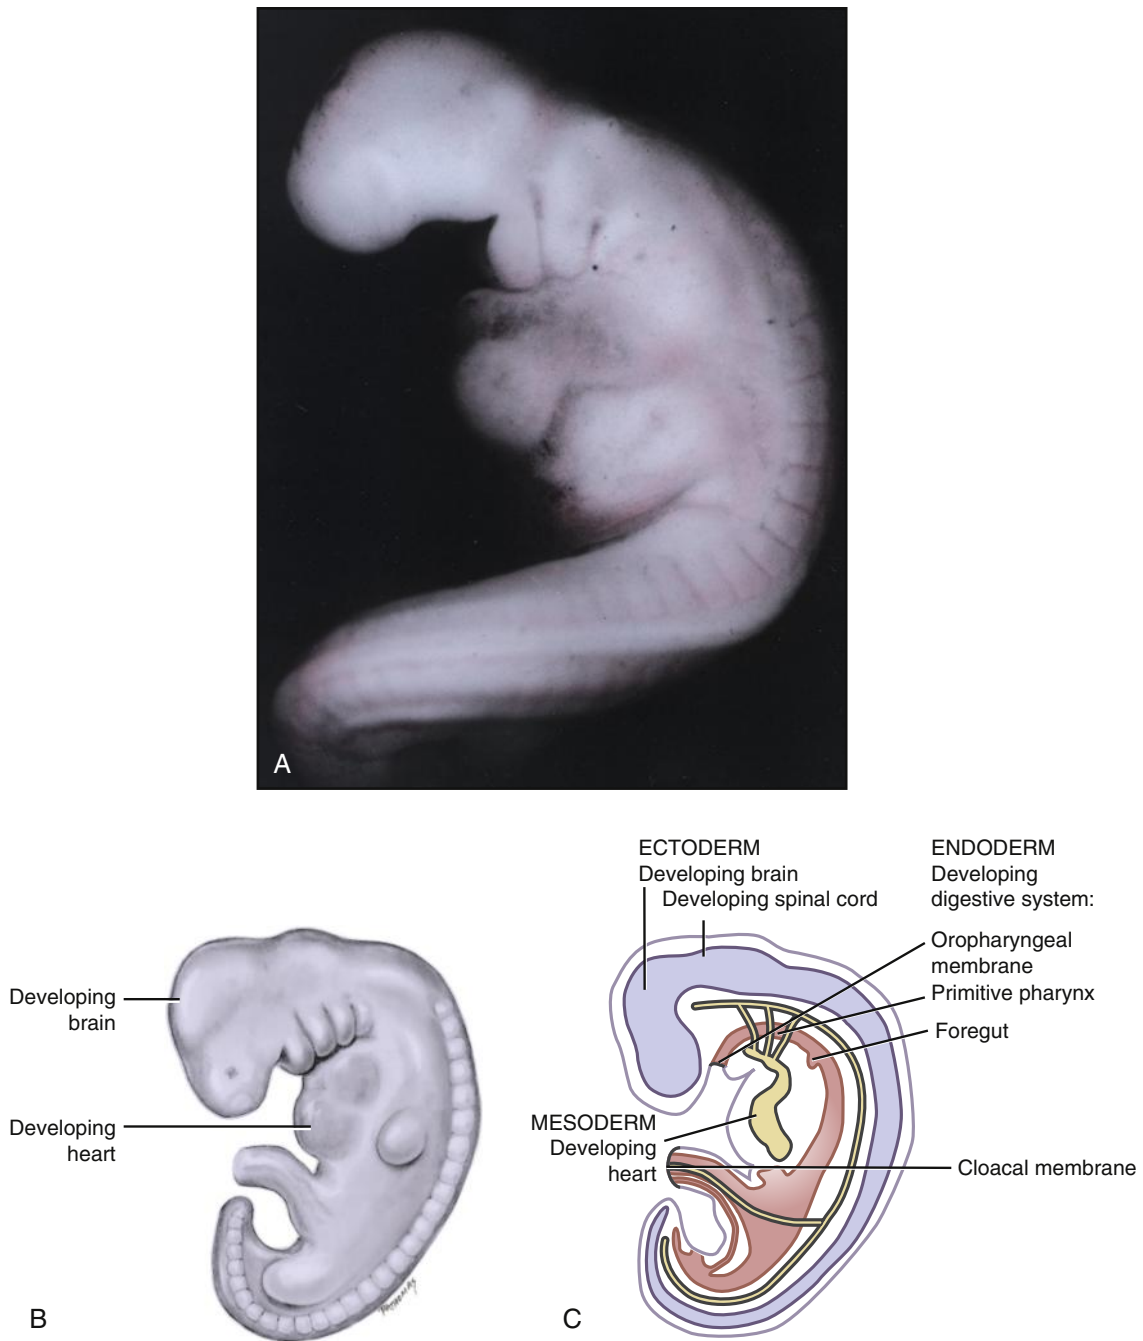 A
ECTODERM
Developing brain
Developing spinal cord
ENDODERM
Developing
digestive system:
Oropharyngeal
membrane
Primitive pharynx
Foregut
Developing
brain
Developing
heart
MESODERM
Developing
heart
Cloacal membrane
B
C